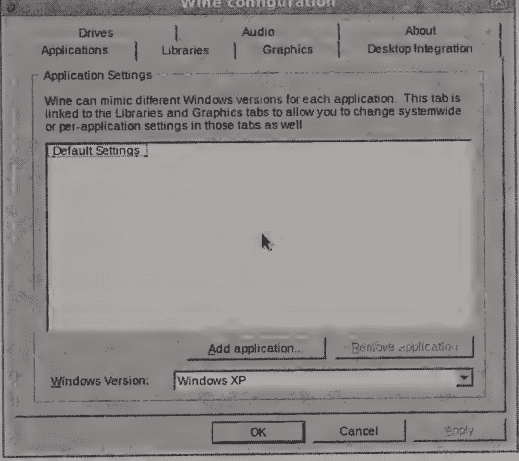 Wine configuration
Drives
Audio
About
Applications
Libraries
Graphics
Desktop Integration
Application Settings
Wine can mimic different Windows versions for each application. This tab is
linked to the Libraries and Graphics tabs to allow you to change systemwide
or per-application settings in those tabs as well
Default Settings
Add application...
Remove application
Windows Version:
Windows XP
OK
Cancel
Apply